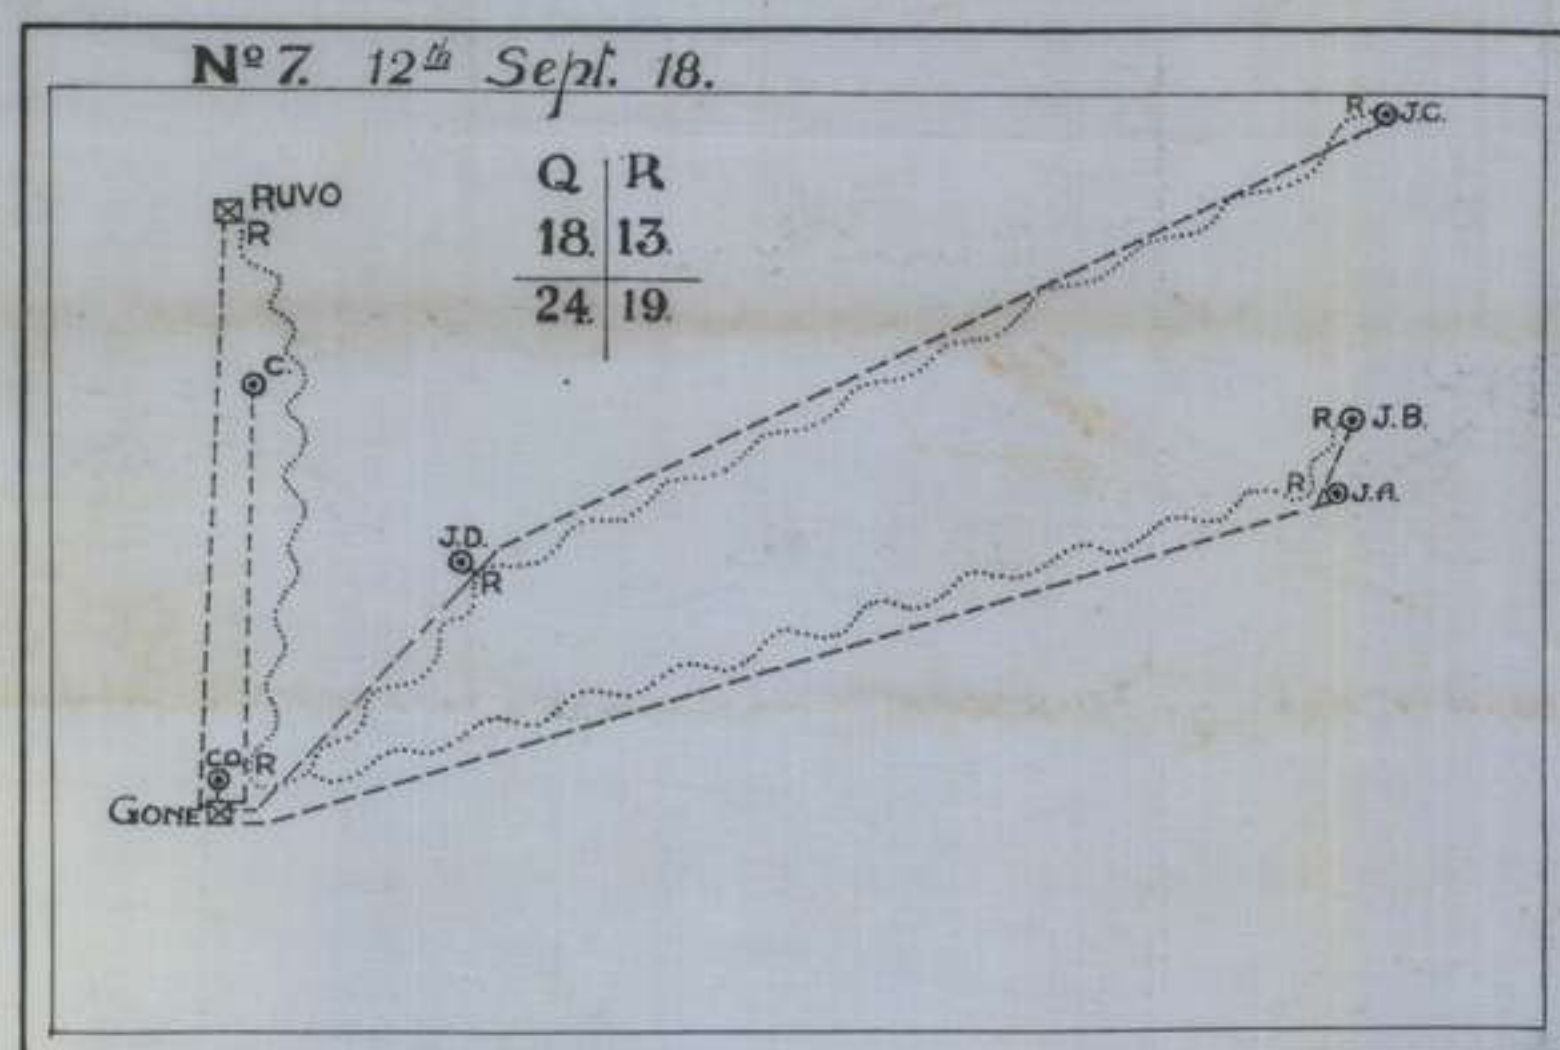 Nº 7. 12th Sept. 18.
Q R
18. 13.
24. 19.
RUVO
R
C.
J.D.
R
R J.C.
R J.B.
R J.A.
C.O. R
GONE